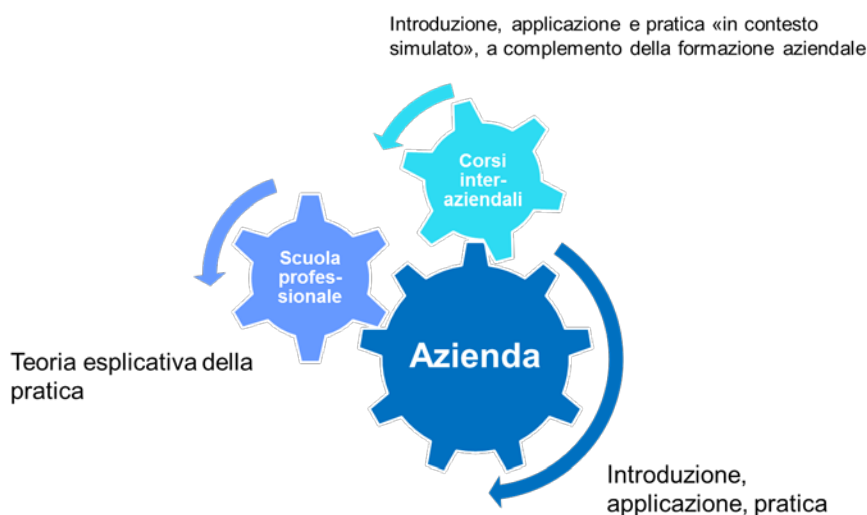 Introduzione, applicazione e pratica «in contesto
simulato», a complemento della formazione aziendale
Corsi
inter-
aziendali
Scuola
profes-
sionale
Azienda
Teoria esplicativa della
pratica
Introduzione,
applicazione, pratica